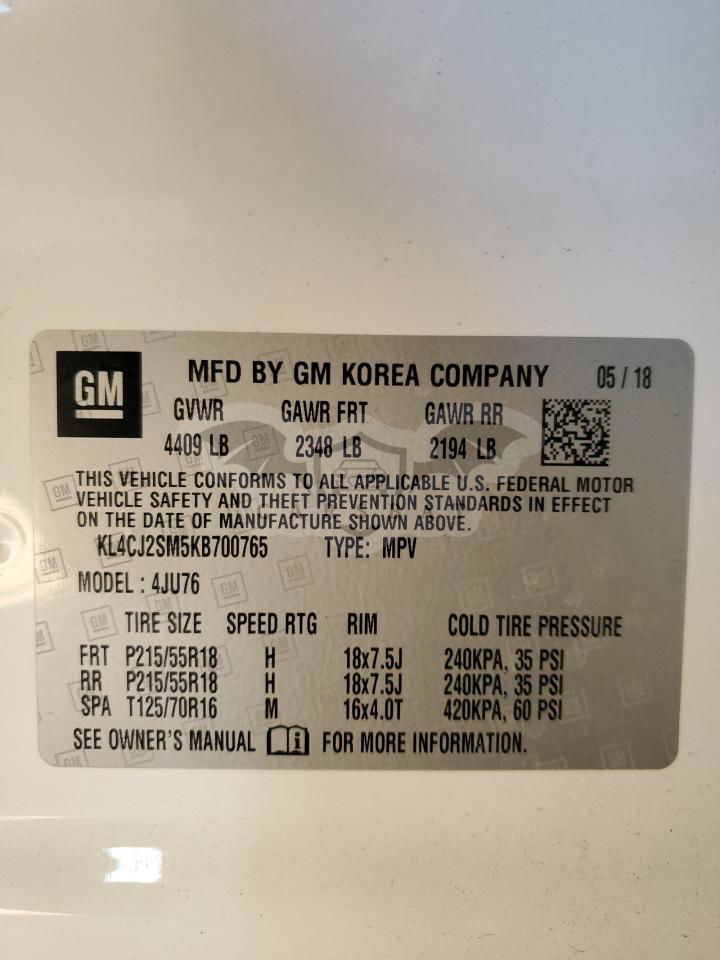 GM
MFD BY GM KOREA COMPANY 05 / 18
GVWR GAWR FRT GAWR RR
4409 LB 2348 LB 2194 LB
THIS VEHICLE CONFORMS TO ALL APPLICABLE U.S. FEDERAL MOTOR
VEHICLE SAFETY AND THEFT PREVENTION STANDARDS IN EFFECT
ON THE DATE OF MANUFACTURE SHOWN ABOVE.
KL4CJ2SM5KB700765 TYPE: MPV
MODEL : 4JU76
TIRE SIZE SPEED RTG RIM COLD TIRE PRESSURE
FRT P215/55R18 H 18x7.5J 240KPA, 35 PSI
RR P215/55R18 H 18x7.5J 240KPA, 35 PSI
SPA T125/70R16 M 16x4.0T 420KPA, 60 PSI
SEE OWNER'S MANUAL i FOR MORE INFORMATION.